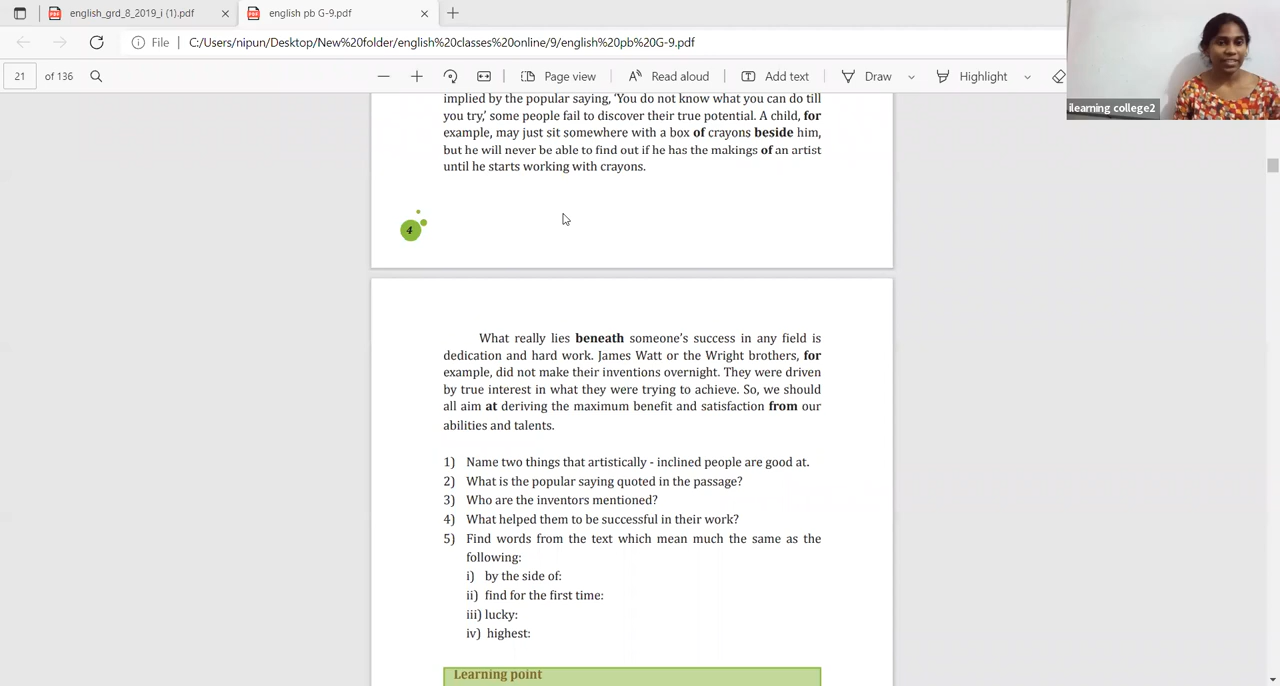 english_grd_8_2019_i (1).pdf
english pb G-9.pdf
File
C:/Users/nipun/Desktop/New%20folder/english%20classes%20online/9/english%20pb%20G-9.pdf
21 of 136
Page view
Read aloud
Add text
Draw
Highlight
ilearning college2
implied by the popular saying, ‘You do not know what you can do till
you try,’ some people fail to discover their true potential. A child, for
example, may just sit somewhere with a box of crayons beside him,
but he will never be able to find out if he has the makings of an artist
until he starts working with crayons.
4
What really lies beneath someone’s success in any field is
dedication and hard work. James Watt or the Wright brothers, for
example, did not make their inventions overnight. They were driven
by true interest in what they were trying to achieve. So, we should
all aim at deriving the maximum benefit and satisfaction from our
abilities and talents.
1) Name two things that artistically - inclined people are good at.
2) What is the popular saying quoted in the passage?
3) Who are the inventors mentioned?
4) What helped them to be successful in their work?
5) Find words from the text which mean much the same as the
following:
i) by the side of:
ii) find for the first time:
iii) lucky:
iv) highest:
Learning point